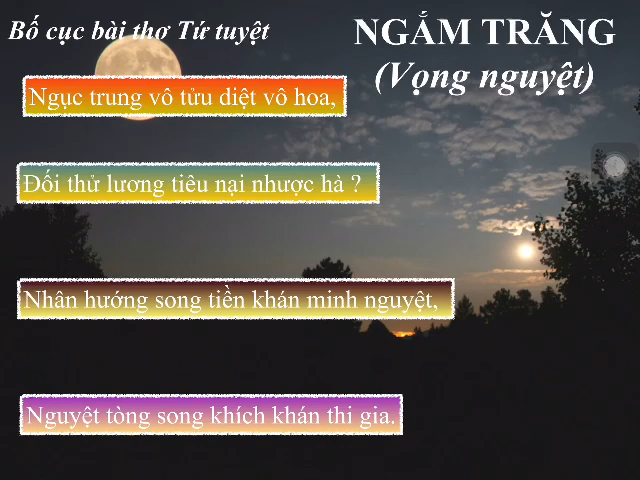 Bố cục bài thơ Tứ tuyệt
NGẮM TRĂNG
(Vọng nguyệt)
Ngục trung vô tửu diệt vô hoa,
Đối thử lương tiêu nại nhược hà ?
Nhân hướng song tiền khán minh nguyệt,
Nguyệt tòng song khích khán thi gia.